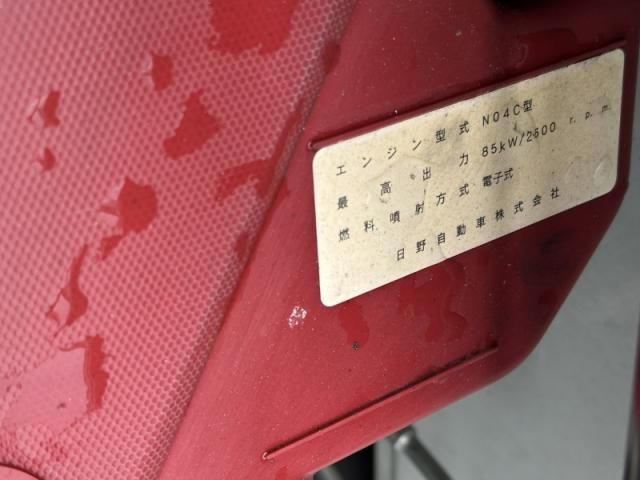 エンジン型式 N04C型
最高出力 85kW/2500 r.p.m.
燃料噴射方式 電子式
日野自動車株式会社